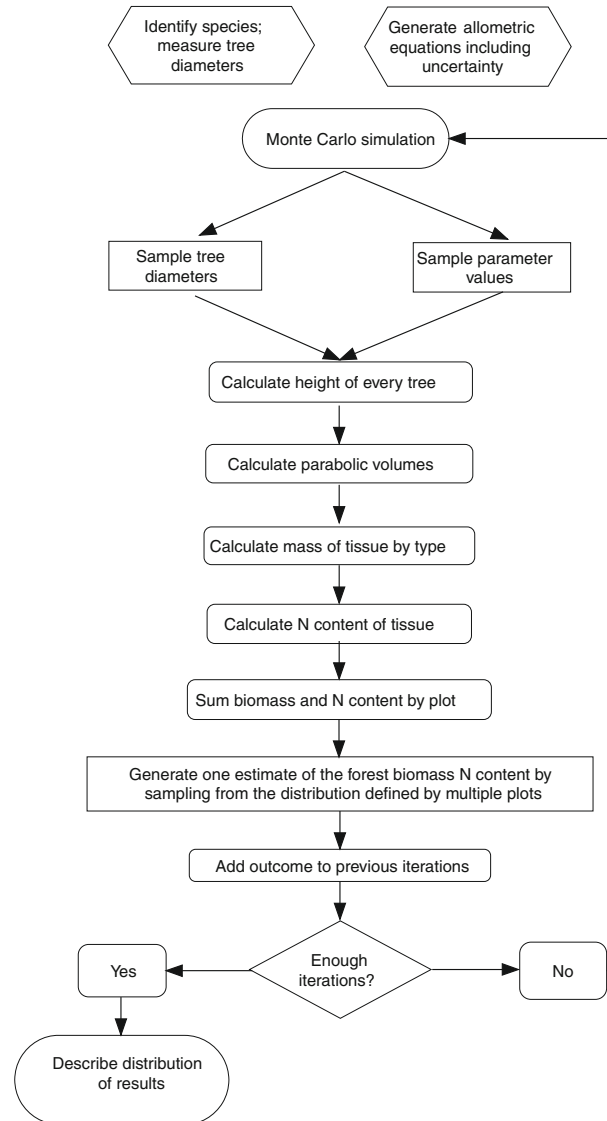 Identify species;
measure tree
diameters
Generate allometric
equations including
uncertainty
Monte Carlo simulation
Sample tree
diameters
Sample parameter
values
Calculate height of every tree
Calculate parabolic volumes
Calculate mass of tissue by type
Calculate N content of tissue
Sum biomass and N content by plot
Generate one estimate of the forest biomass N content by
sampling from the distribution defined by multiple plots
Add outcome to previous iterations
Enough
iterations?
Yes
No
Describe distribution
of results